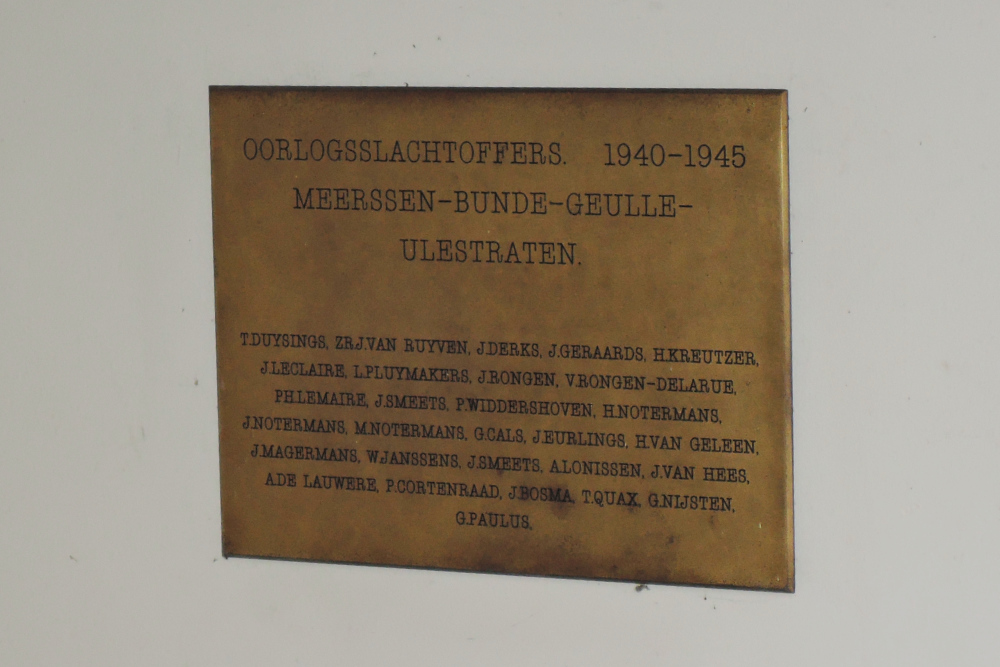 OORLOGSSLACHTOFFERS. 1940-1945
MEERSSEN-BUNDE-GEULLE-
ULESTRATEN.
T.DUYSINGS, ZR.J.VAN RUYVEN, J.DERKS, J.GERAARDS, H.KREUTZER,
J.LECLAIRE, L.PLUYMAKERS, J.RONGEN, V.RONGEN-DELARUE,
PH.LEMAIRE, J.SMEETS, P.WIDDERSHOVEN, H.NOTERMANS,
J.NOTERMANS, M.NOTERMANS, G.CALS, J.EURLINGS, H.VAN GELEEN,
J.MAGERMANS, W.JANSSENS, J.SMEETS, A.LONISSEN, J.VAN HEES,
A.DE LAUWERE, P.CORTENRAAD, J.BOSMA, T.QUAX, G.NIJSTEN,
G.PAULUS.